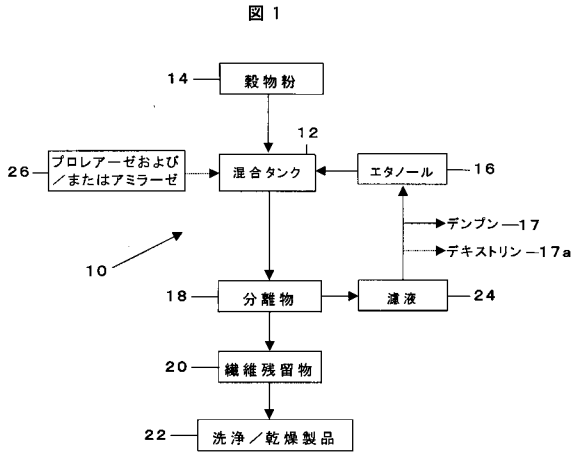 図 1
14 穀物粉
12
26 プロレアーゼおよび
／またはアミラーゼ
混合タンク
エタノール 16
デンプン 17
デキストリン 17a
10
18 分離物
濾液 24
20 繊維残留物
22 洗浄／乾燥製品